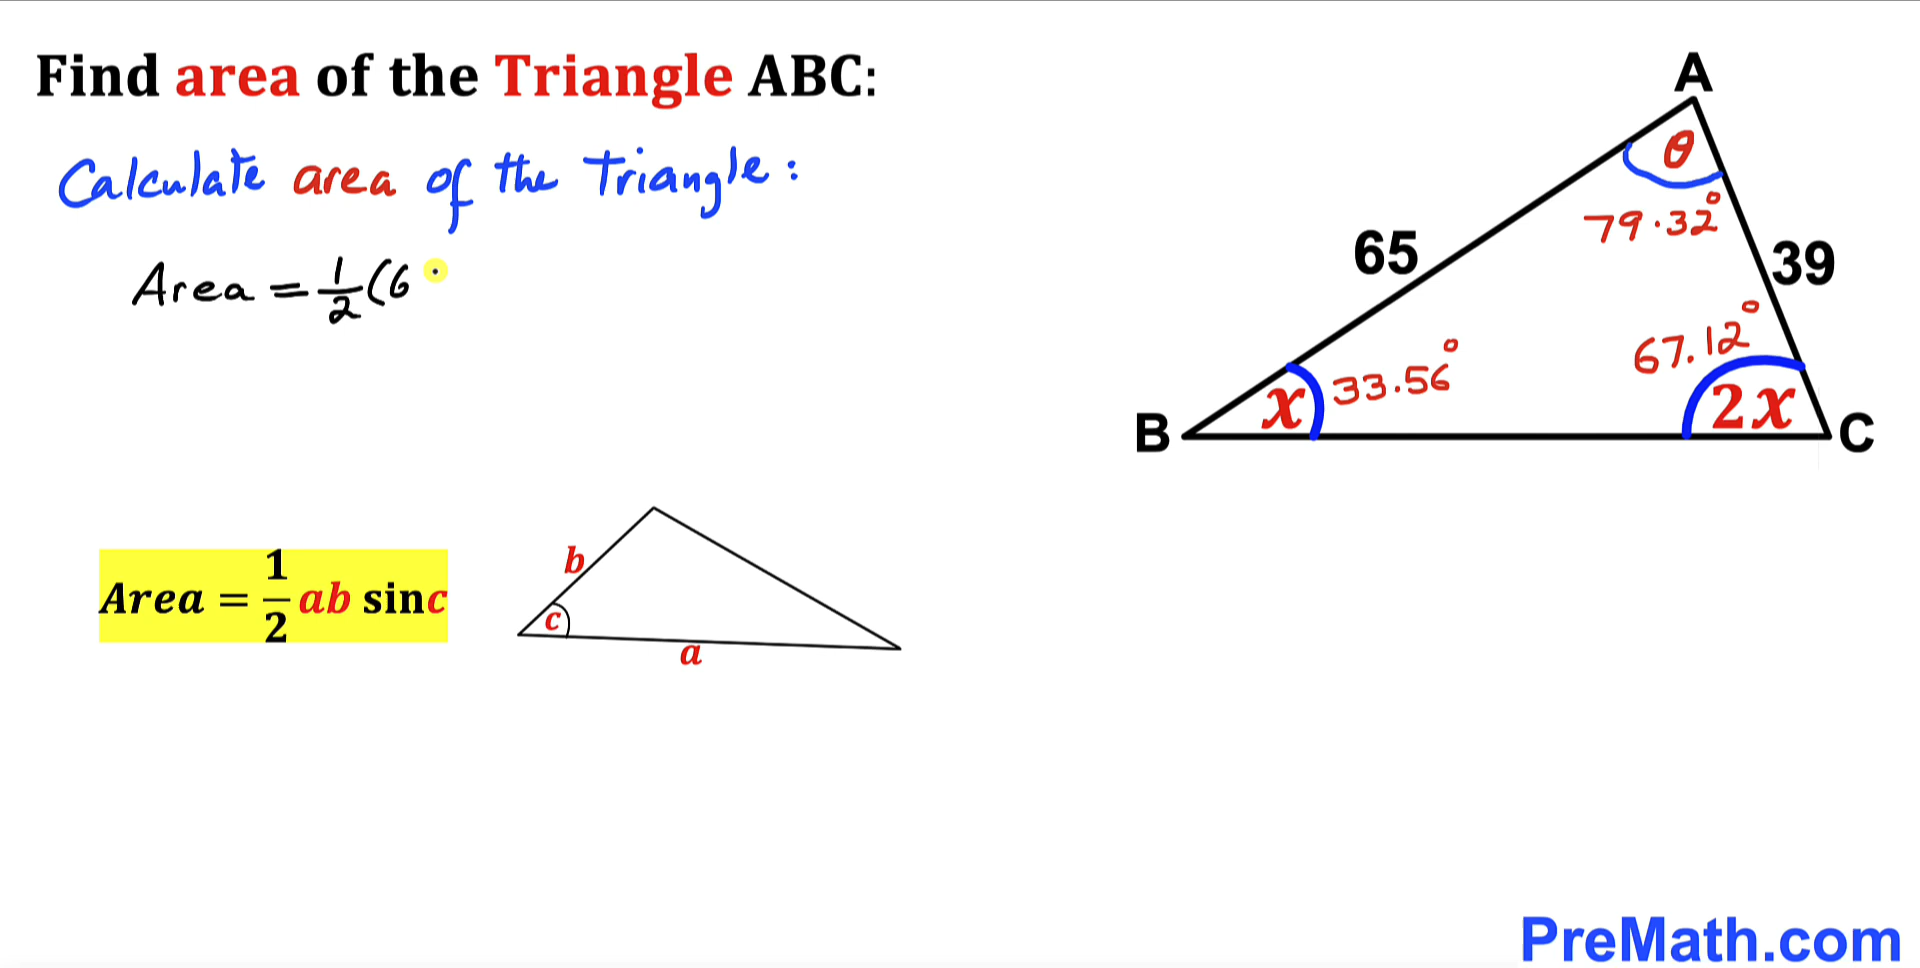 Find area of the Triangle ABC:
Calculate area of the Triangle:
Area = 1/2 (6
A
θ
79.32°
65
39
67.12°
33.56°
x
2x
B
C
b
Area = 1/2 ab sinc
c
a
PreMath.com